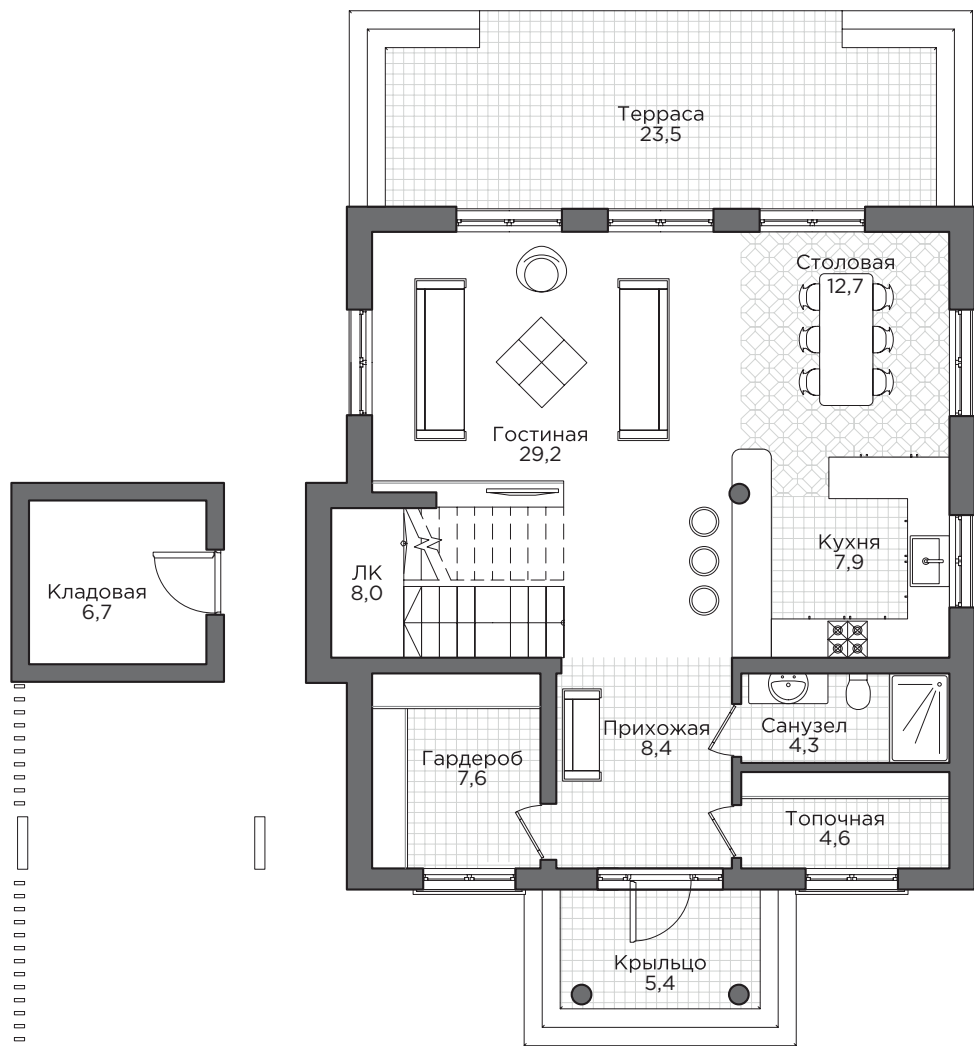 Терраса
23,5
Столовая
12,7
Гостиная
29,2
Кухня
7,9
ЛК
8,0
Кладовая
6,7
Прихожая
8,4
Санузел
4,3
Гардероб
7,6
Топочная
4,6
Крыльцо
5,4